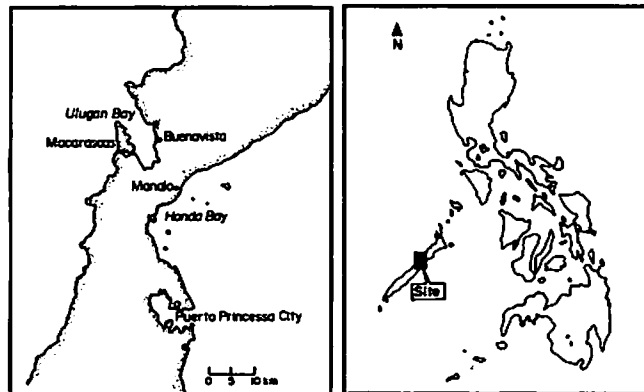 Ulugan Bay
Macarascas
Buenavista
Manalo
Honda Bay
Puerto Princessa City
0 5 10 km
N
Site